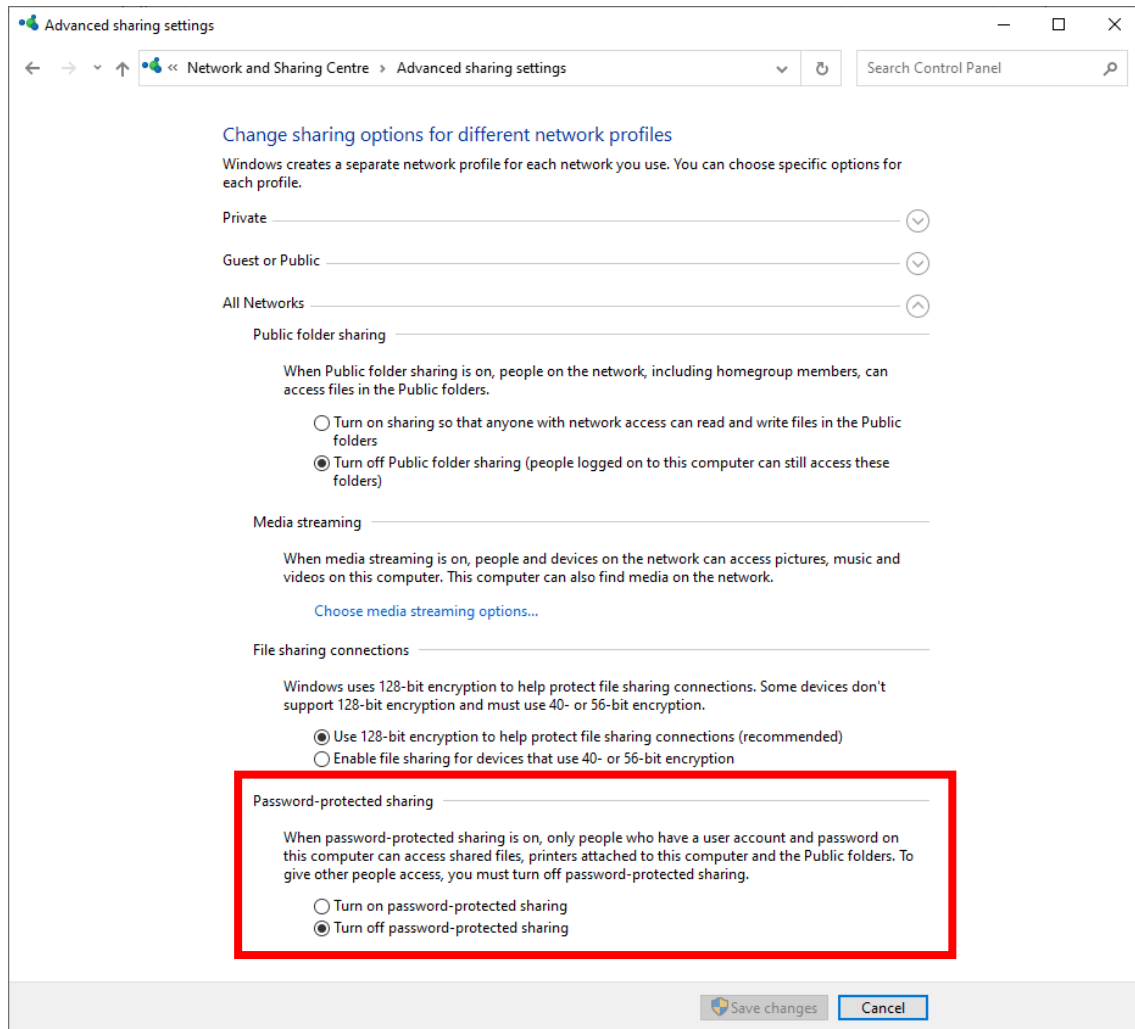 Advanced sharing settings
« Network and Sharing Centre › Advanced sharing settings
Search Control Panel
Change sharing options for different network profiles
Windows creates a separate network profile for each network you use. You can choose specific options for
each profile.
Private
Guest or Public
All Networks
Public folder sharing
When Public folder sharing is on, people on the network, including homegroup members, can
access files in the Public folders.
Turn on sharing so that anyone with network access can read and write files in the Public
folders
Turn off Public folder sharing (people logged on to this computer can still access these
folders)
Media streaming
When media streaming is on, people and devices on the network can access pictures, music and
videos on this computer. This computer can also find media on the network.
Choose media streaming options...
File sharing connections
Windows uses 128-bit encryption to help protect file sharing connections. Some devices don't
support 128-bit encryption and must use 40- or 56-bit encryption.
Use 128-bit encryption to help protect file sharing connections (recommended)
Enable file sharing for devices that use 40- or 56-bit encryption
Password-protected sharing
When password-protected sharing is on, only people who have a user account and password on
this computer can access shared files, printers attached to this computer and the Public folders. To
give other people access, you must turn off password-protected sharing.
Turn on password-protected sharing
Turn off password-protected sharing
Save changes
Cancel